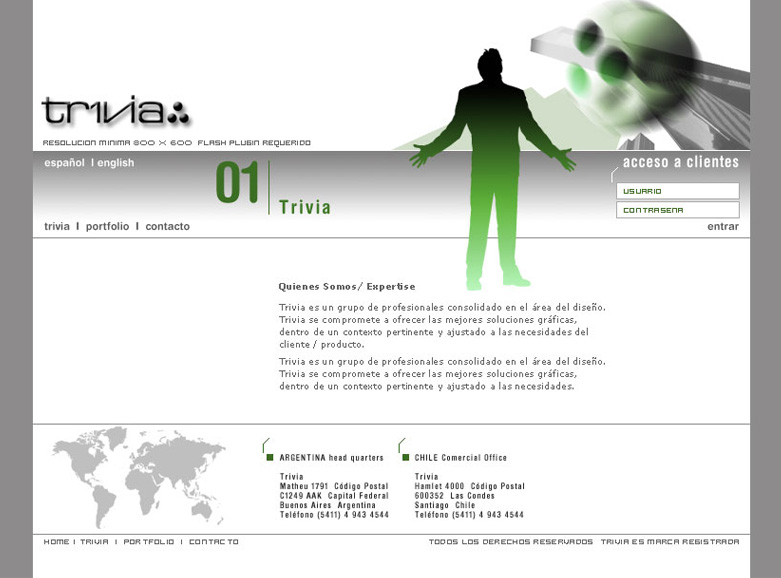 trivia
RESOLUCION MINIMA 800 X 600 FLASH PLUGIN REQUERIDO
español I english
01
Trivia
acceso a clientes
USUARIO
CONTRASENA
trivia I portfolio I contacto
entrar
Quienes Somos/ Expertise
Trivia es un grupo de profesionales consolidado en el área del diseño.
Trivia se compromete a ofrecer las mejores soluciones gráficas,
dentro de un contexto pertinente y ajustado a las necesidades del
cliente / producto.
Trivia es un grupo de profesionales consolidado en el área del diseño.
Trivia se compromete a ofrecer las mejores soluciones gráficas,
dentro de un contexto pertinente y ajustado a las necesidades.
ARGENTINA head quarters
Trivia
Matheu 1791 Código Postal
C1249 AAK Capital Federal
Buenos Aires Argentina
Teléfono (5411) 4 943 4544
CHILE Comercial Office
Trivia
Hamlet 4000 Código Postal
600352 Las Condes
Santiago Chile
Teléfono (5411) 4 943 4544
HOME I TRIVIA I PORTFOLIO I CONTACTO
TODOS LOS DERECHOS RESERVADOS TRIVIA ES MARCA REGISTRADA